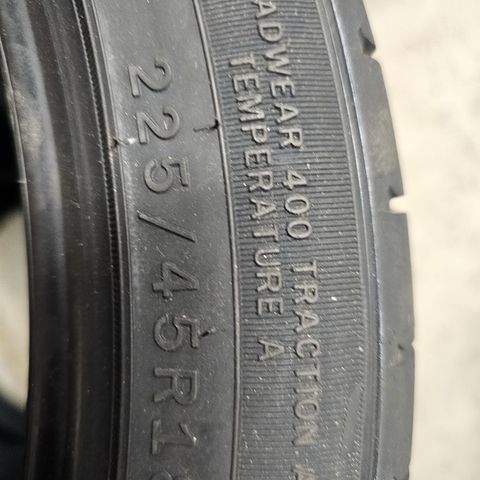 ADWEAR 400 TRACTION A
TEMPERATURE A
225/45R1